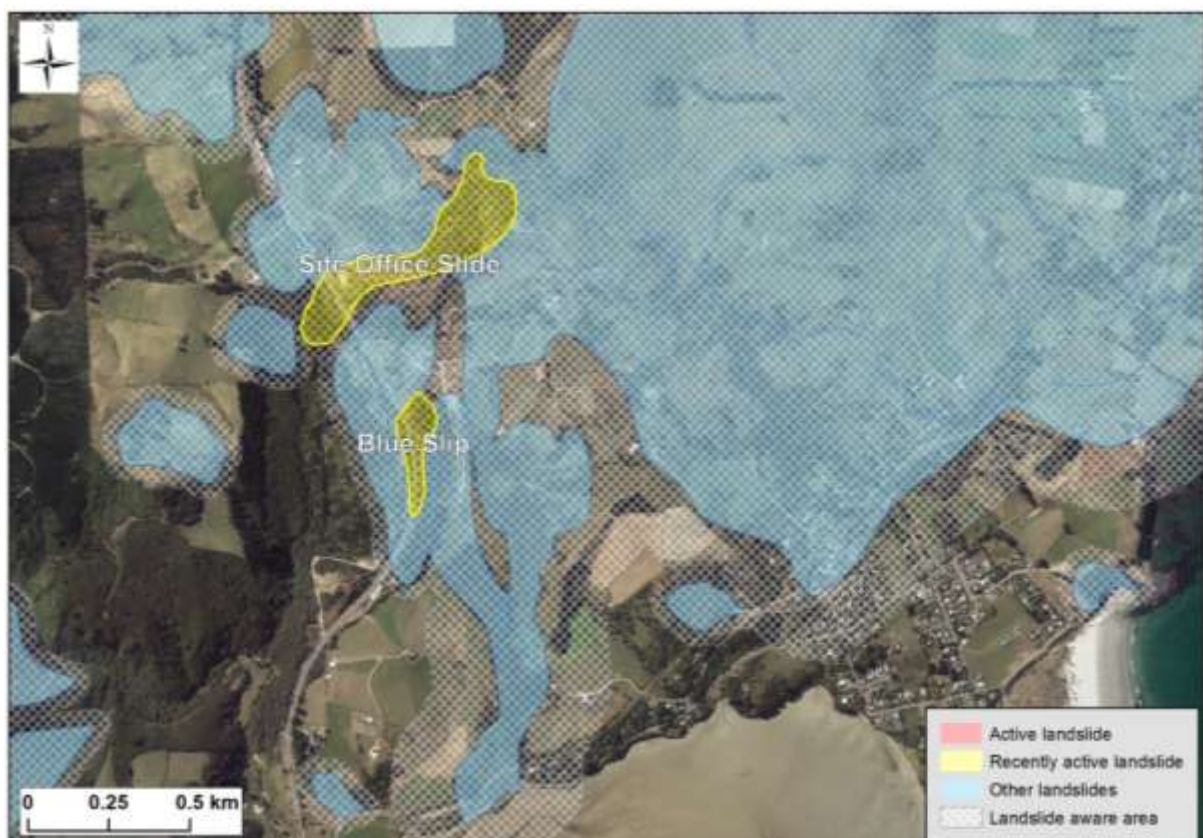 N
Site Office Slide
Blue Slip
Active landslide
Recently active landslide
Other landslides
Landslide aware area
0 0.25 0.5 km